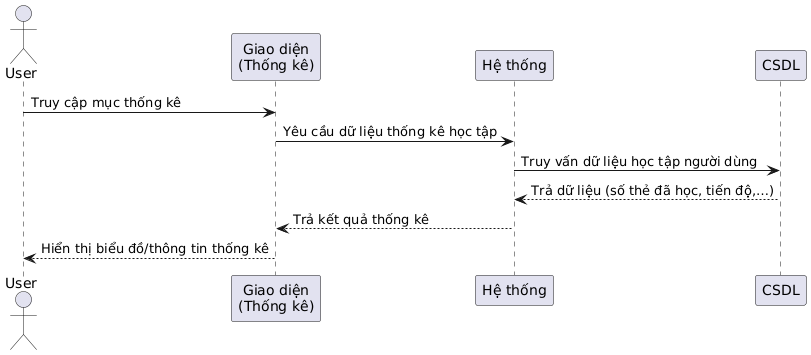 User
Giao diện
(Thống kê)
Hệ thống
CSDL
Truy cập mục thống kê
Yêu cầu dữ liệu thống kê học tập
Truy vấn dữ liệu học tập người dùng
Trả dữ liệu (số thẻ đã học, tiến độ,...)
Trả kết quả thống kê
Hiển thị biểu đồ/thông tin thống kê
User
Giao diện
(Thống kê)
Hệ thống
CSDL